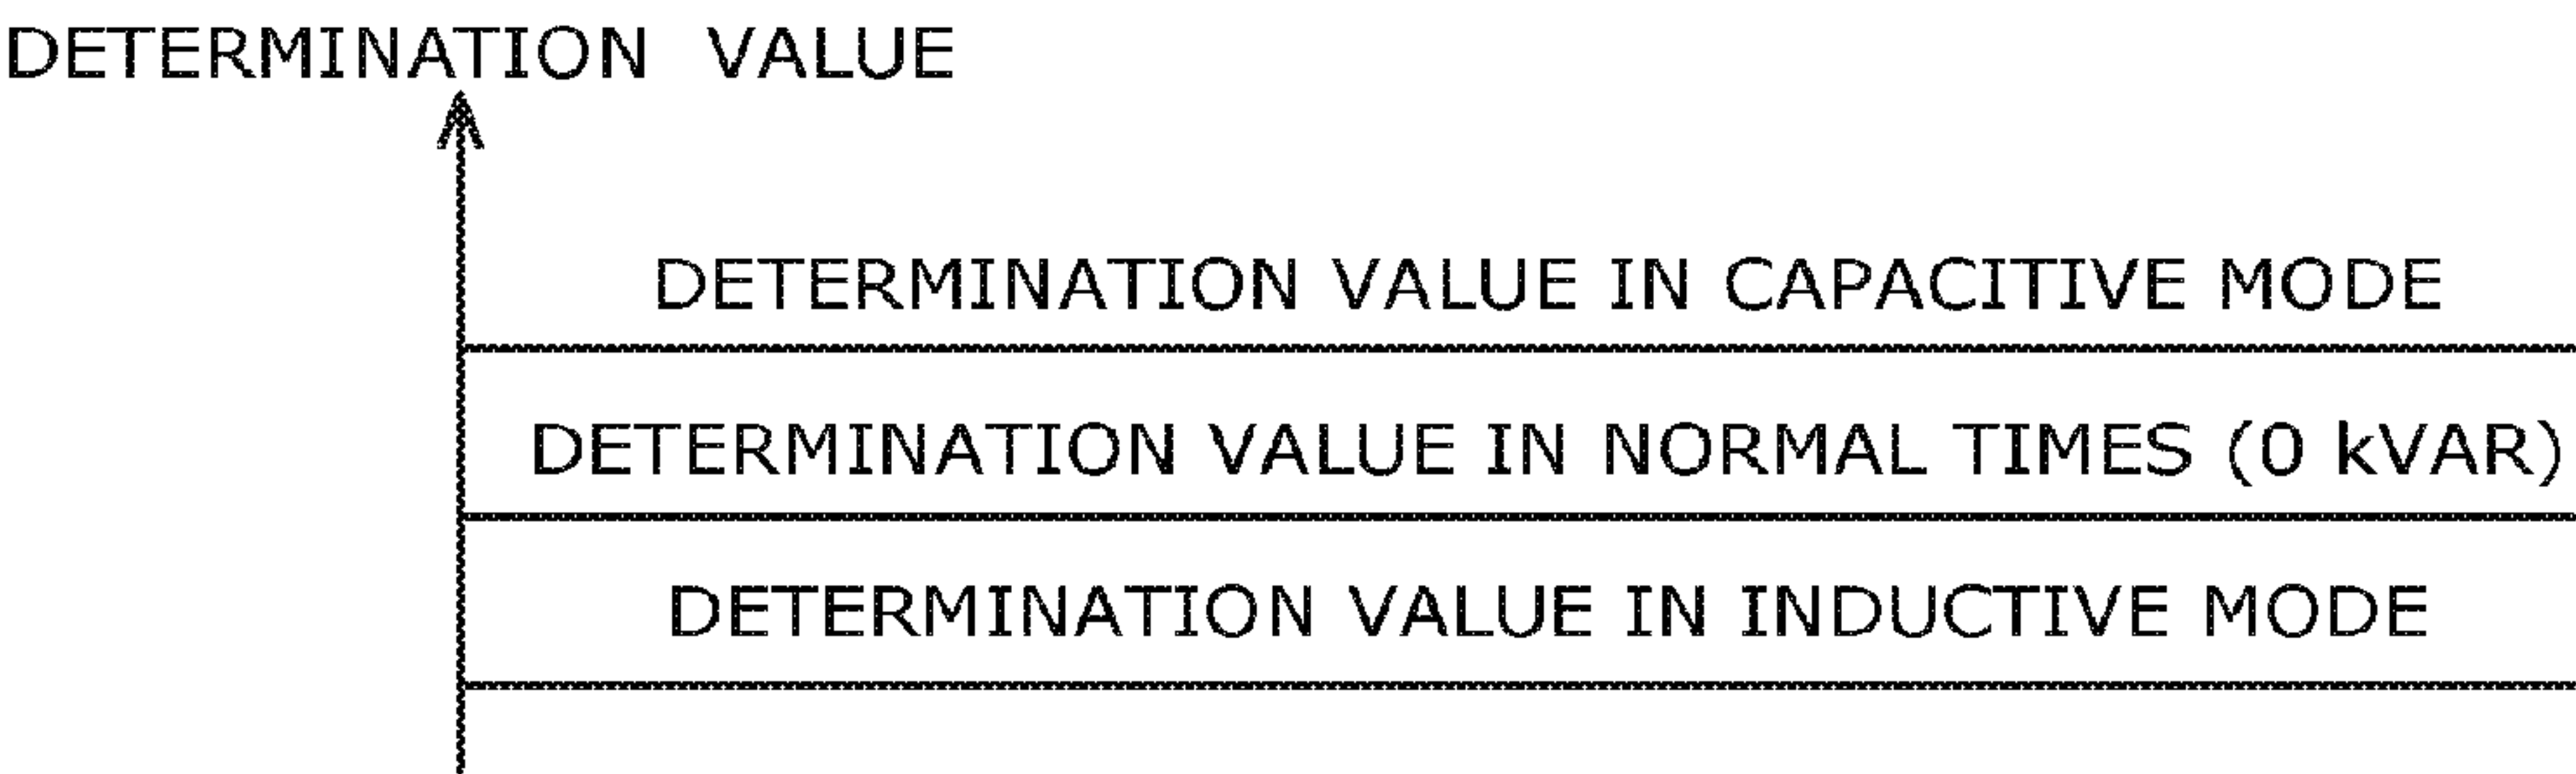 DETERMINATION VALUE
DETERMINATION VALUE IN CAPACITIVE MODE
DETERMINATION VALUE IN NORMAL TIMES (0 kVAR)
DETERMINATION VALUE IN INDUCTIVE MODE